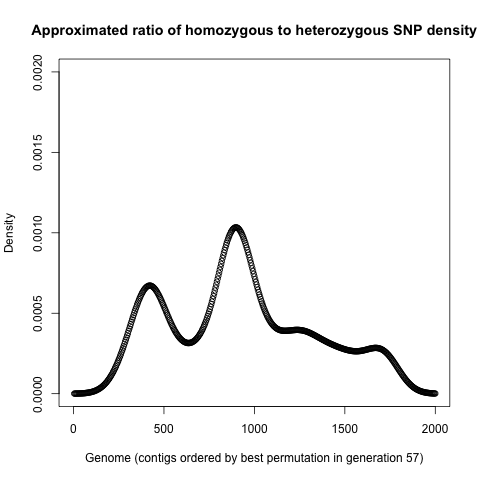 Approximated ratio of homozygous to heterozygous SNP density
0.0020
0.0015
0.0010
0.0005
0.0000
Density
0 500 1000 1500 2000
Genome (contigs ordered by best permutation in generation 57)